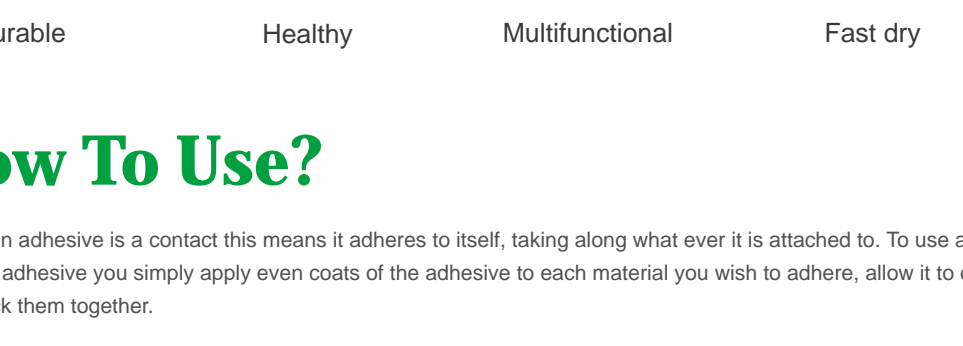 urable Healthy Multifunctional Fast dry
ow To Use?
n adhesive is a contact this means it adheres to itself, taking along what ever it is attached to. To use a
adhesive you simply apply even coats of the adhesive to each material you wish to adhere, allow it to
k them together.